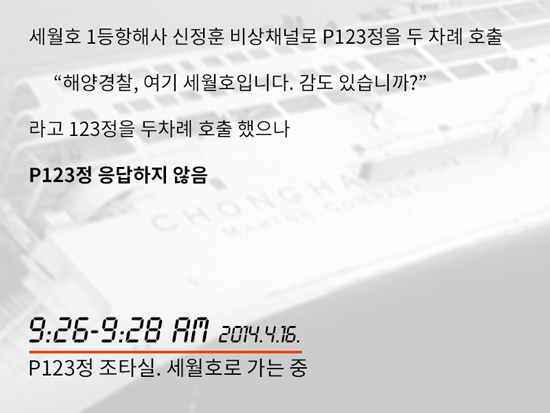 세월호 1등항해사 신정훈 비상채널로 P123정을 두 차례 호출
“해양경찰, 여기 세월호입니다. 감도 있습니까?”
라고 123정을 두차례 호출 했으나
P123정 응답하지 않음
CHONGHA
MARINE COMPANY
9:26-9:28 AM 2014.4.16.
P123정 조타실. 세월호로 가는 중